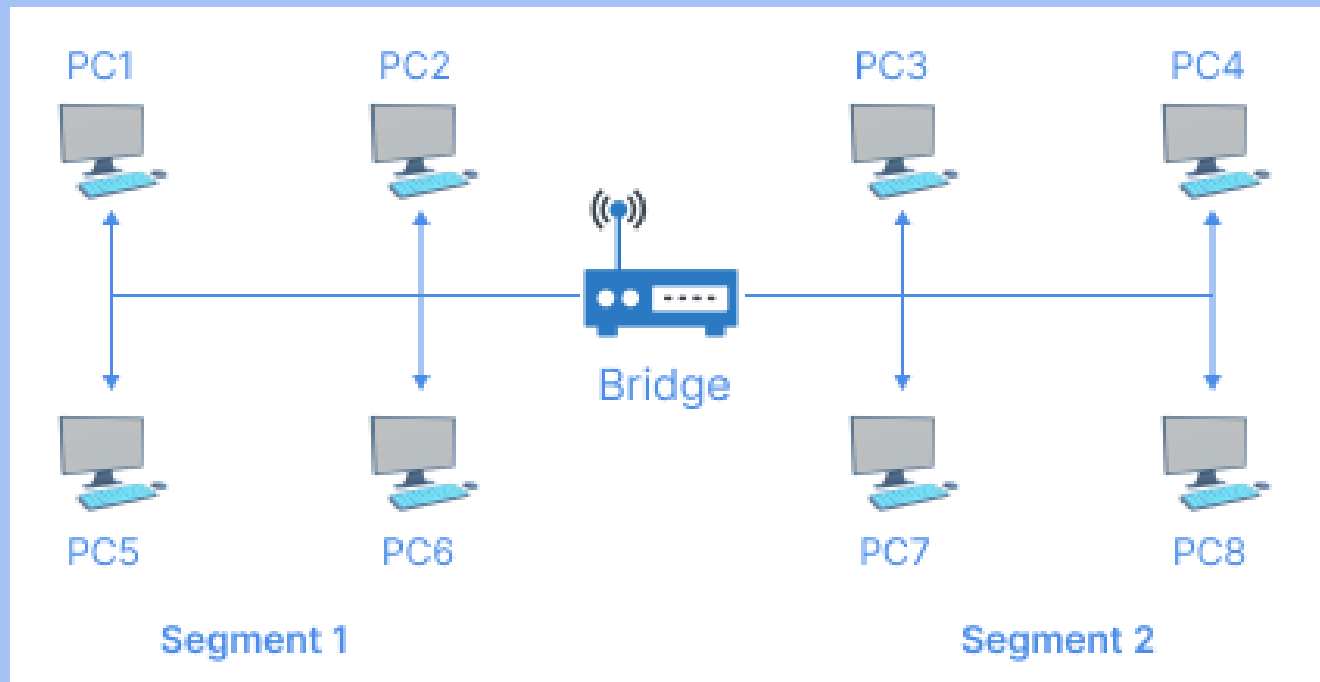 PC1
PC2
PC3
PC4
Bridge
PC5
PC6
PC7
PC8
Segment 1
Segment 2